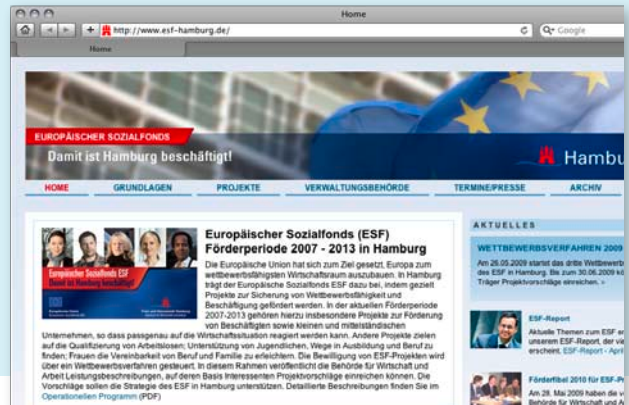 Home
http://www.esf-hamburg.de/
Google
Home
EUROPÄISCHER SOZIALFONDS
Damit ist Hamburg beschäftigt!
Hambu
HOME GRUNDLAGEN PROJEKTE VERWALTUNGSBEHÖRDE TERMINE/PRESSE ARCHIV
Europäischer Sozialfonds ESF
Damit ist Hamburg beschäftigt!
Europäischer Sozialfonds (ESF)
Förderperiode 2007 - 2013 in Hamburg
Die Europäische Union hat sich zum Ziel gesetzt, Europa zum
wettbewerbsfähigsten Wirtschaftsraum auszubauen. In Hamburg
trägt der Europäische Sozialfonds ESF dazu bei, indem gezielt
Projekte zur Sicherung von Wettbewerbsfähigkeit und
Beschäftigung gefördert werden. In der aktuellen Förderperiode
2007-2013 gehören hierzu insbesondere Projekte zur Förderung
von Beschäftigten sowie kleinen und mittelständischen
Unternehmen, so dass passgenau auf die Wirtschaftssituation reagiert werden kann. Andere Projekte zielen
auf die Qualifizierung von Arbeitslosen; Unterstützung von Jugendlichen, Wege in Ausbildung und Beruf zu
finden; Frauen die Vereinbarkeit von Beruf und Familie zu erleichtern. Die Bewilligung von ESF-Projekten wird
über ein Wettbewerbsverfahren gesteuert. In diesem Rahmen veröffentlicht die Behörde für Wirtschaft und
Arbeit Leistungsbeschreibungen, auf deren Basis Interessenten Projektvorschläge einreichen können. Die
Vorschläge sollen die Strategie des ESF in Hamburg unterstützen. Detaillierte Beschreibungen finden Sie im
Operationellen Programm (PDF)
AKTUELLES
WETTBEWERBSVERFAHREN 2009
Am 26.05.2009 startet das dritte Wettbewerb
des ESF in Hamburg. Bis zum 30.06.2009 kö
Träger Projektvorschläge einreichen. »
ESF-Report
Aktuelle Themen zum ESF er
unserem ESF-Report, der vie
erscheint. ESF-Report - April
Förderfibel 2010 für ESF-P
Am 28. Mai 2009 haben die v
Behörde für Wirtschaft und A